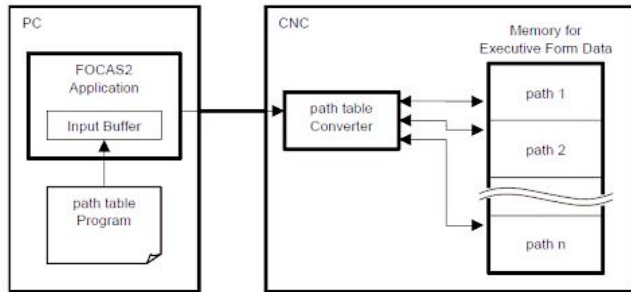 PC
FOCAS2
Application
Input Buffer
path table
Program
CNC
path table
Converter
Memory for
Executive Form Data
path 1
path 2
path n